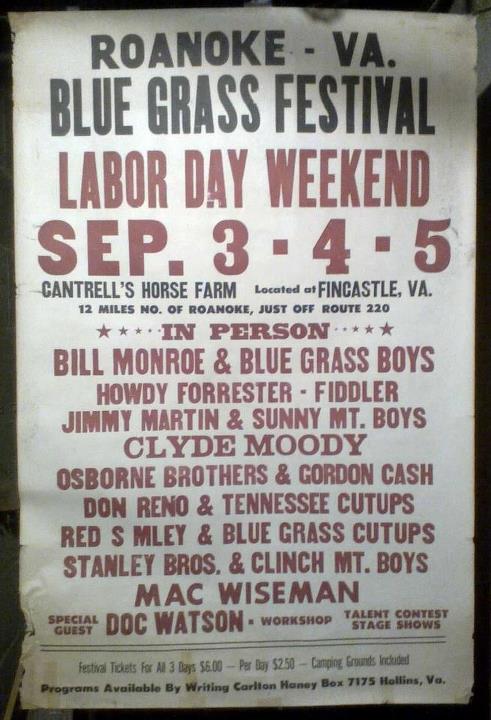 ROANOKE - VA.
BLUE GRASS FESTIVAL
LABOR DAY WEEKEND
SEP. 3 · 4 · 5
CANTRELL'S HORSE FARM Located at FINCASTLE, VA.
12 MILES NO. OF ROANOKE, JUST OFF ROUTE 220
★ ★ · · · IN PERSON · · · ★ ★
BILL MONROE & BLUE GRASS BOYS
HOWDY FORRESTER - FIDDLER
JIMMY MARTIN & SUNNY MT. BOYS
CLYDE MOODY
OSBORNE BROTHERS & GORDON CASH
DON RENO & TENNESSEE CUTUPS
RED S MLEY & BLUE GRASS CUTUPS
STANLEY BROS. & CLINCH MT. BOYS
MAC WISEMAN
SPECIAL GUEST DOC WATSON - WORKSHOP TALENT CONTEST STAGE SHOWS
Festival Tickets For All 3 Days $6.00 — Per Day $2.50 — Camping Grounds Included
Programs Available By Writing Carlton Haney Box 7175 Hollins, Va.